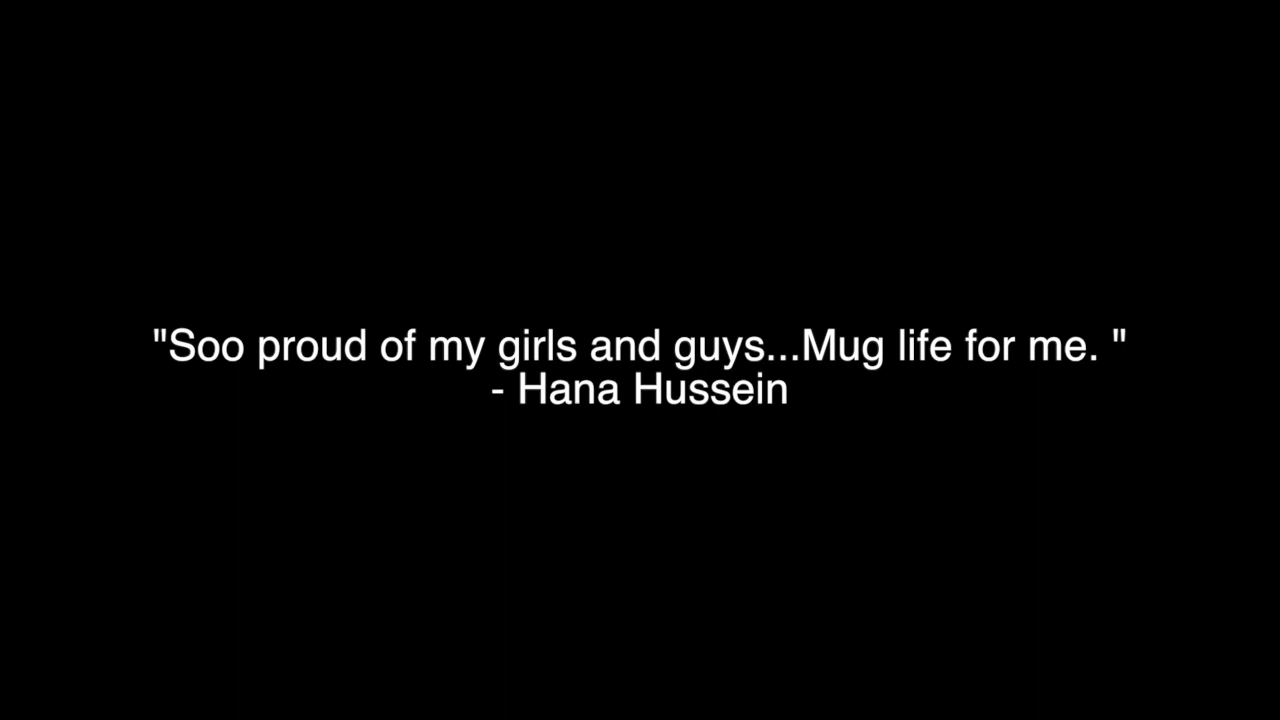 "Soo proud of my girls and guys...Mug life for me. "
- Hana Hussein